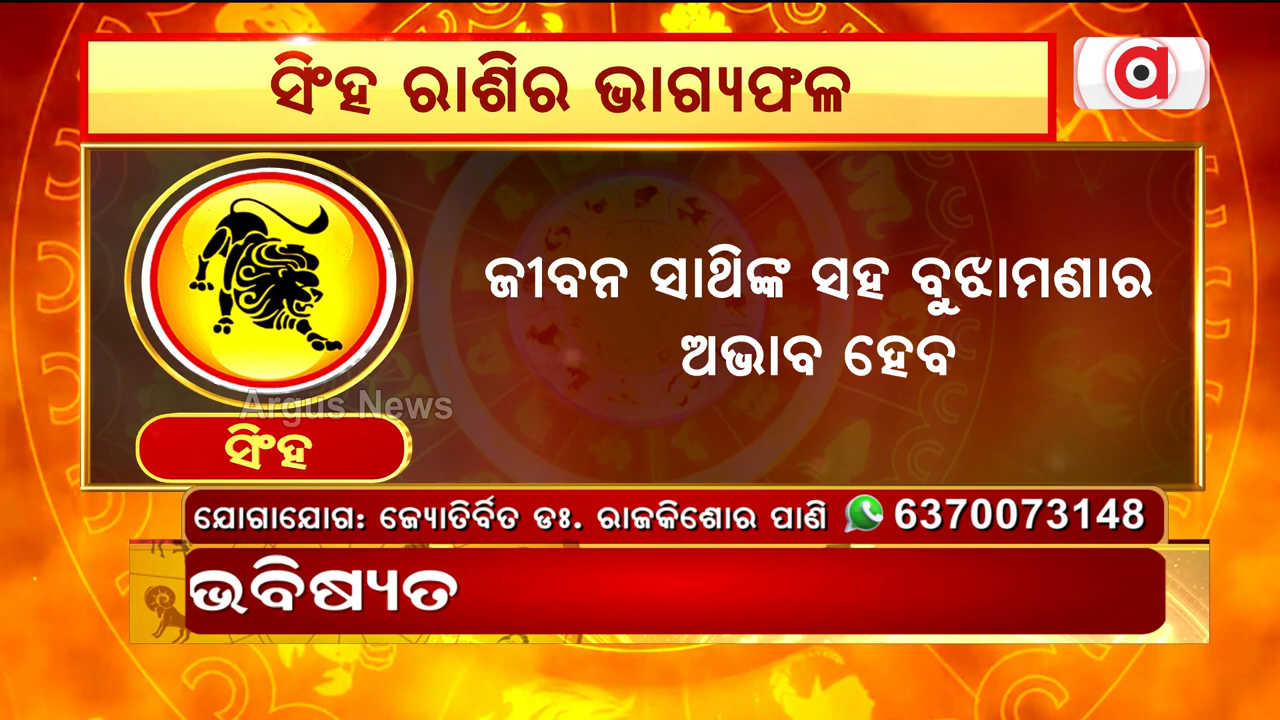 ସିଂହ ରାଶିର ଭାଗ୍ୟଫଳ
a
ଜୀବନ ସାଥିଙ୍କ ସହ ବୁଝାମଣାର
ଅଭାବ ହେବ
Argus News
ସିଂହ
ଯୋଗାଯୋଗ: ଜ୍ୟୋତିର୍ବିତ ଡଃ. ରାଜକିଶୋର ପାଣି 6370073148
ଭବିଷ୍ୟତ